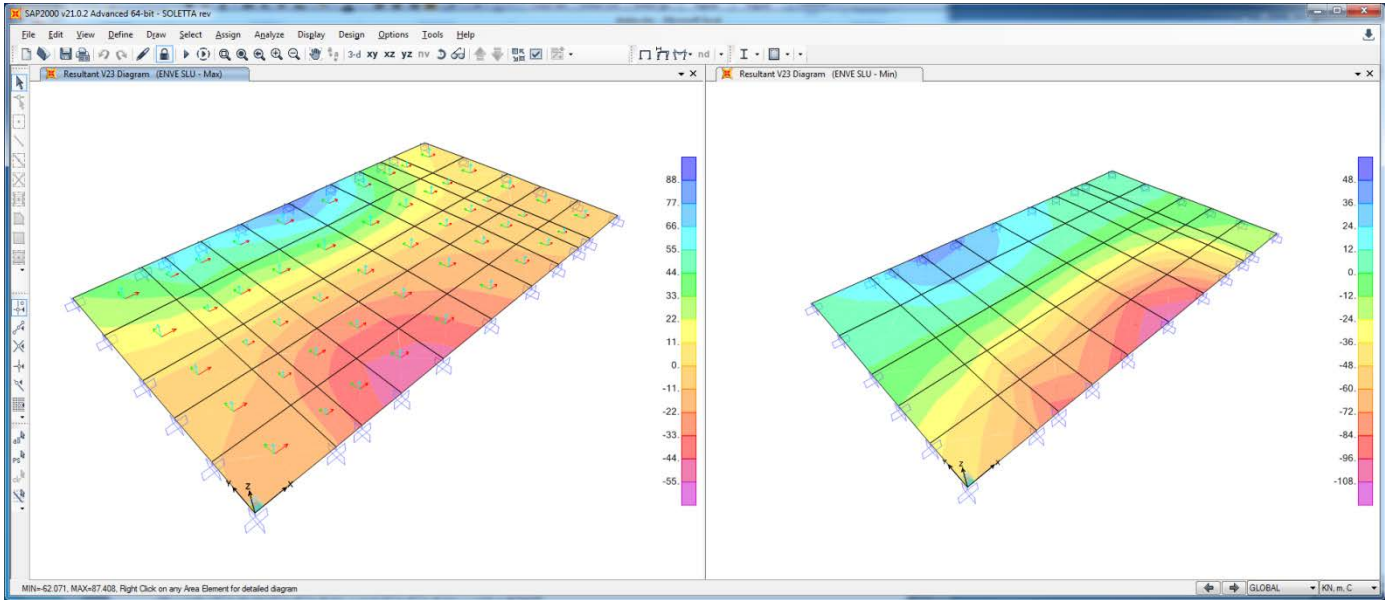 SAP2000 v21.0.2 Advanced 64-bit - SOLETTA rev
File Edit View Define Draw Select Assign Analyze Display Design Options Tools Help
3-d xy xz yz nv nd
Resultant V23 Diagram (ENVE SLU - Max)
Resultant V23 Diagram (ENVE SLU - Min)
88.
77.
66.
55.
44.
33.
22.
11.
0.
-11.
-22.
-33.
-44.
-55.
48.
36.
24.
12.
0.
-12.
-24.
-36.
-48.
-60.
-72.
-84.
-96.
-108.
Y Z X
Z X
all
PS
MIN=-62.071, MAX=87.408, Right Click on any Area Element for detailed diagram
GLOBAL
KN, m, C